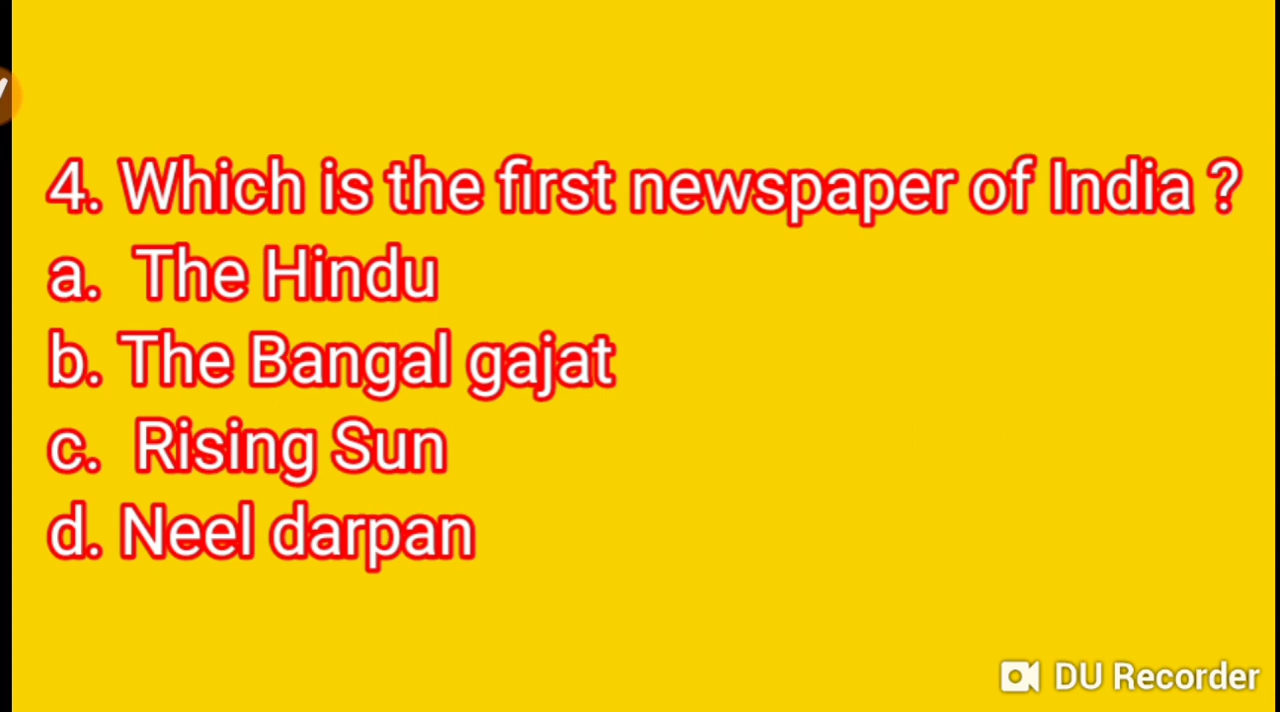 4. Which is the first newspaper of India ?
a. The Hindu
b. The Bangal gajat
c. Rising Sun
d. Neel darpan
DU Recorder